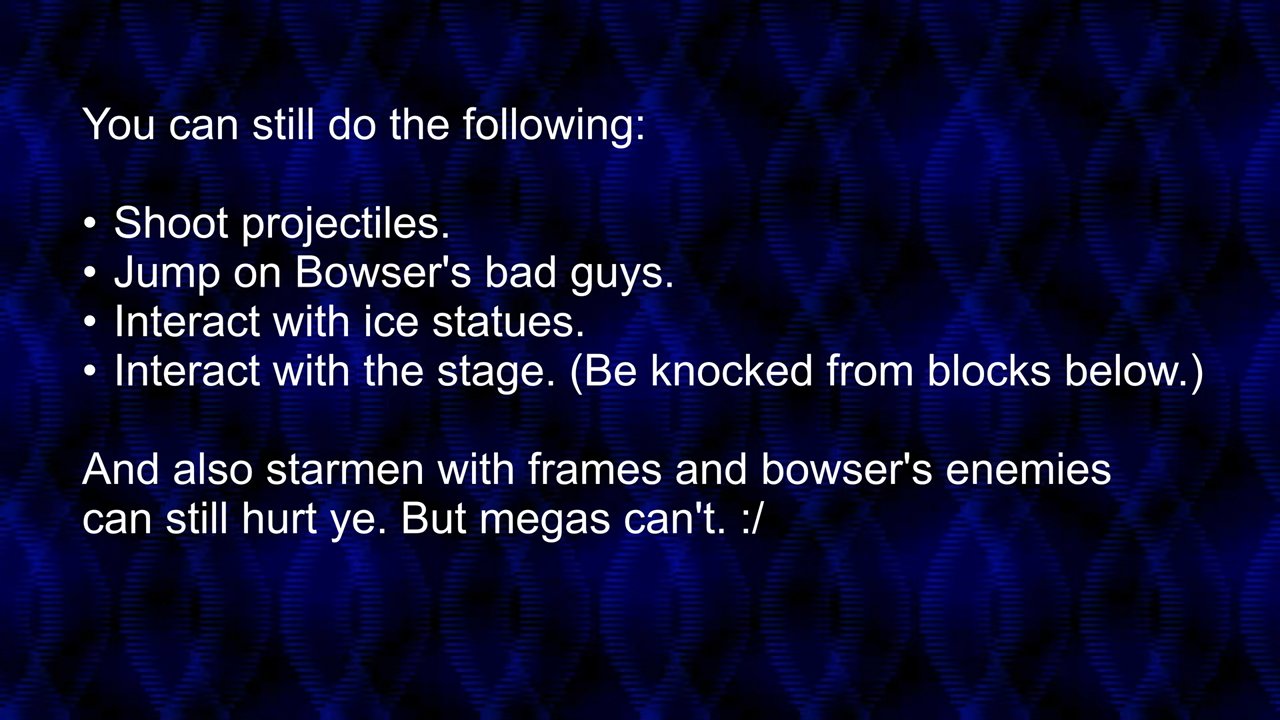 You can still do the following:
• Shoot projectiles.
• Jump on Bowser's bad guys.
• Interact with ice statues.
• Interact with the stage. (Be knocked from blocks below.)
And also starmen with frames and bowser's enemies
can still hurt ye. But megas can't. :/